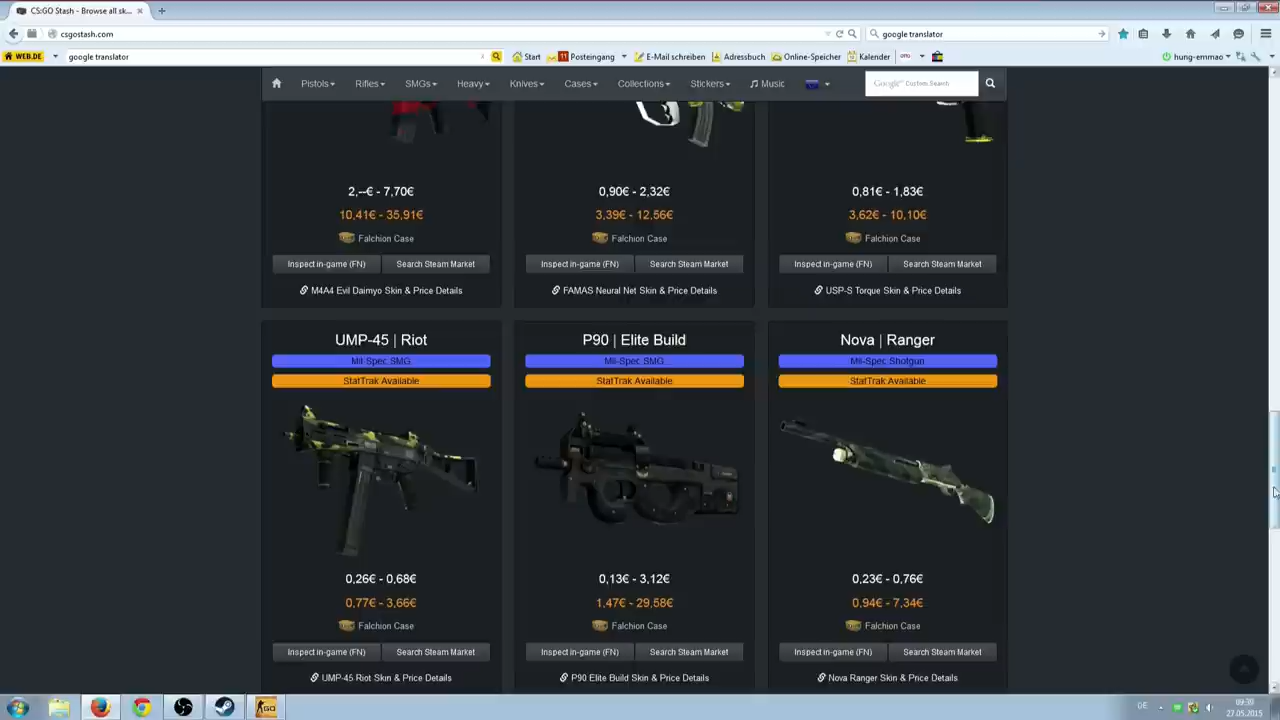 CS:GO Stash - Browse all sk...
csgostash.com
google translator
WEB.DE
google translator
Start
Posteingang
E-Mail schreiben
Adressbuch
Online-Speicher
Kalender
hung-emmao
Pistols
Rifles
SMGs
Heavy
Knives
Cases
Collections
Stickers
Music
Google Custom Search
2,--€ - 7,70€
0,90€ - 2,32€
0,81€ - 1,83€
10,41€ - 35,91€
3,39€ - 12,56€
3,62€ - 10,10€
Falchion Case
Falchion Case
Falchion Case
Inspect in-game (FN)
Search Steam Market
Inspect in-game (FN)
Search Steam Market
Inspect in-game (FN)
Search Steam Market
M4A4 Evil Daimyo Skin & Price Details
FAMAS Neural Net Skin & Price Details
USP-S Torque Skin & Price Details
UMP-45 | Riot
P90 | Elite Build
Nova | Ranger
Mil-Spec SMG
Mil-Spec SMG
Mil-Spec Shotgun
StatTrak Available
StatTrak Available
StatTrak Available
0,26€ - 0,68€
0,13€ - 3,12€
0,23€ - 0,76€
0,77€ - 3,66€
1,47€ - 29,58€
0,94€ - 7,34€
Falchion Case
Falchion Case
Falchion Case
Inspect in-game (FN)
Search Steam Market
Inspect in-game (FN)
Search Steam Market
Inspect in-game (FN)
Search Steam Market
UMP-45 Riot Skin & Price Details
P90 Elite Build Skin & Price Details
Nova Ranger Skin & Price Details
DE
09:39
27.05.2015